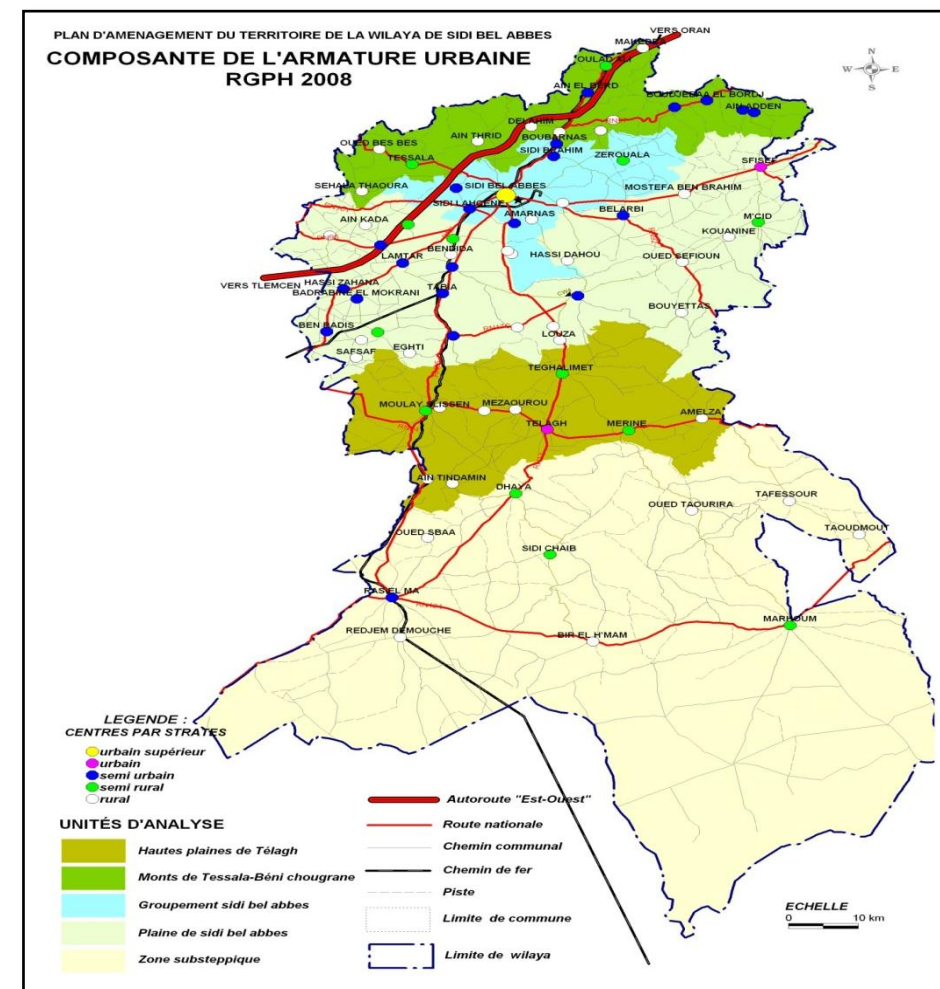 PLAN D'AMENAGEMENT DU TERRITOIRE DE LA WILAYA DE SIDI BEL ABBES
COMPOSANTE DE L'ARMATURE URBAINE
RGPH 2008
VERS ORAN
MAKEDRA
OULAD ALI
N
W E
S
AIN EL BERD
BOUDJEBAA EL BORDJ
AIN ADDEN
DELAHIM
AIN THRID
BOUBARNAS
OUED BES BES
SIDI BRAHIM
ZEROUALA
TESSALA
SFISEF
SEHALA THAOURA
SIDI BEL ABBES
MOSTEFA BEN BRAHIM
SIDI LAHCENE
AMARNAS
BELARBI
AIN KADA
M'CID
KOUANINE
BENDIDA
LAMTAR
HASSI DAHOU
OUED SEFIOUN
VERS TLEMCEN
HASSI ZAHANA
TABIA
BADRABINE EL MOKRANI
BOUYETTAS
BEN BADIS
LOUZA
SAFSAF
EGHTI
TEGHALIMET
MOULAY SLISSEN
MEZAOUROU
AMELZA
TELAGH
MERINE
AIN TINDAMIN
DHAYA
OUED TAOURIRA
TAFESSOUR
OUED SBAA
TAOUDMOUT
SIDI CHAIB
RAS EL MA
MARHOUM
REDJEM DEMOUCHE
BIR EL H'MAM
LEGENDE :
CENTRES PAR STRATES
urbain supérieur
urbain
semi urbain
semi rural
rural
UNITÉS D'ANALYSE
Hautes plaines de Télagh
Monts de Tessala-Béni chougrane
Groupement sidi bel abbes
Plaine de sidi bel abbes
Zone substeppique
Autoroute "Est-Ouest"
Route nationale
Chemin communal
Chemin de fer
Piste
Limite de commune
Limite de wilaya
ECHELLE
0 10 km